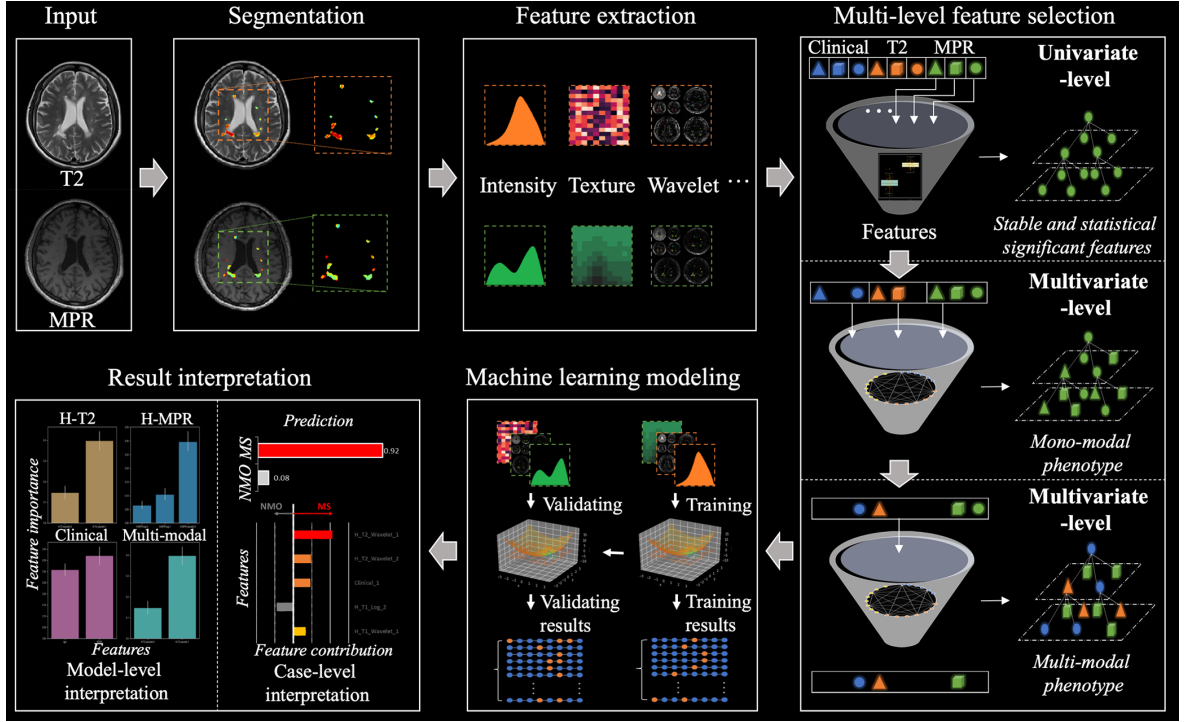 Input
Segmentation
Feature extraction
Multi-level feature selection
T2
MPR
Intensity
Texture
Wavelet
...
Clinical
T2
MPR
Features
Univariate
-level
Stable and statistical
significant features
Multivariate
-level
Mono-modal
phenotype
Multivariate
-level
Multi-modal
phenotype
Machine learning modeling
Validating
Training
Validating
results
Training
results
Result interpretation
H-T2
H-MPR
Clinical
Multi-modal
Feature importance
Features
Model-level
interpretation
Prediction
NMO MS
0.92
0.08
NMO
MS
H_T2_Wavelet_1
H_T2_Wavelet_2
Clinical_1
H_T1_Log_2
H_T1_Wavelet_1
Features
Feature contribution
Case-level
interpretation